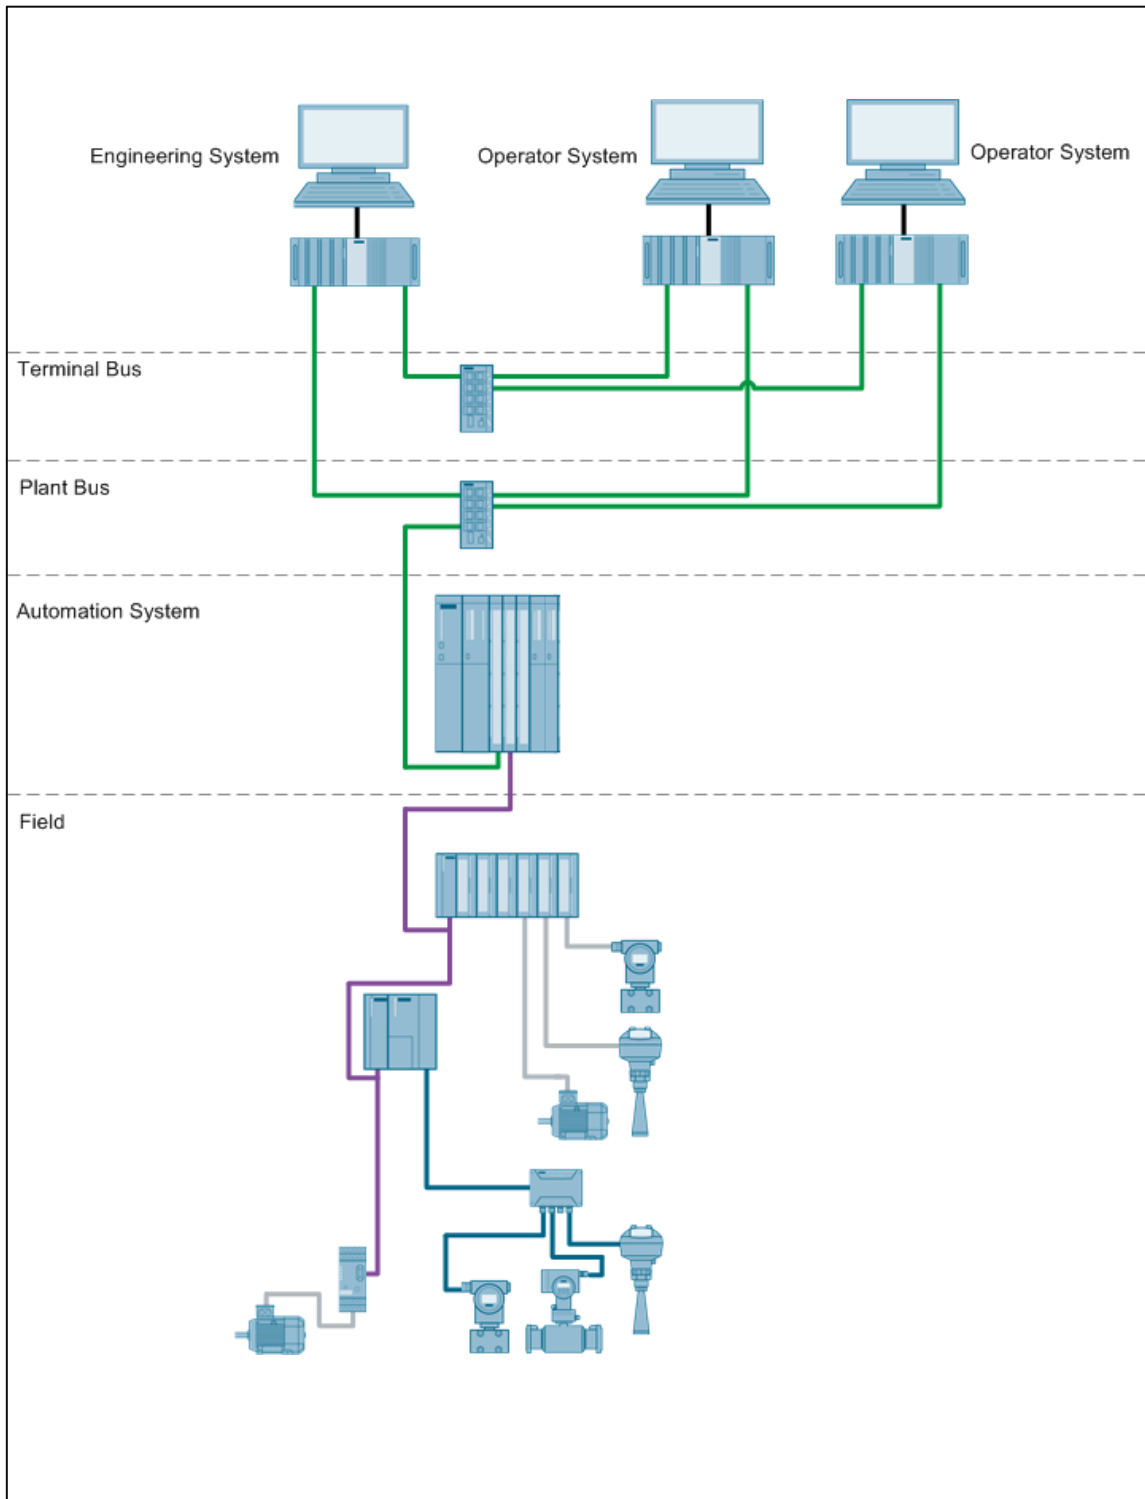 Engineering System
Operator System
Operator System
Terminal Bus
Plant Bus
Automation System
Field